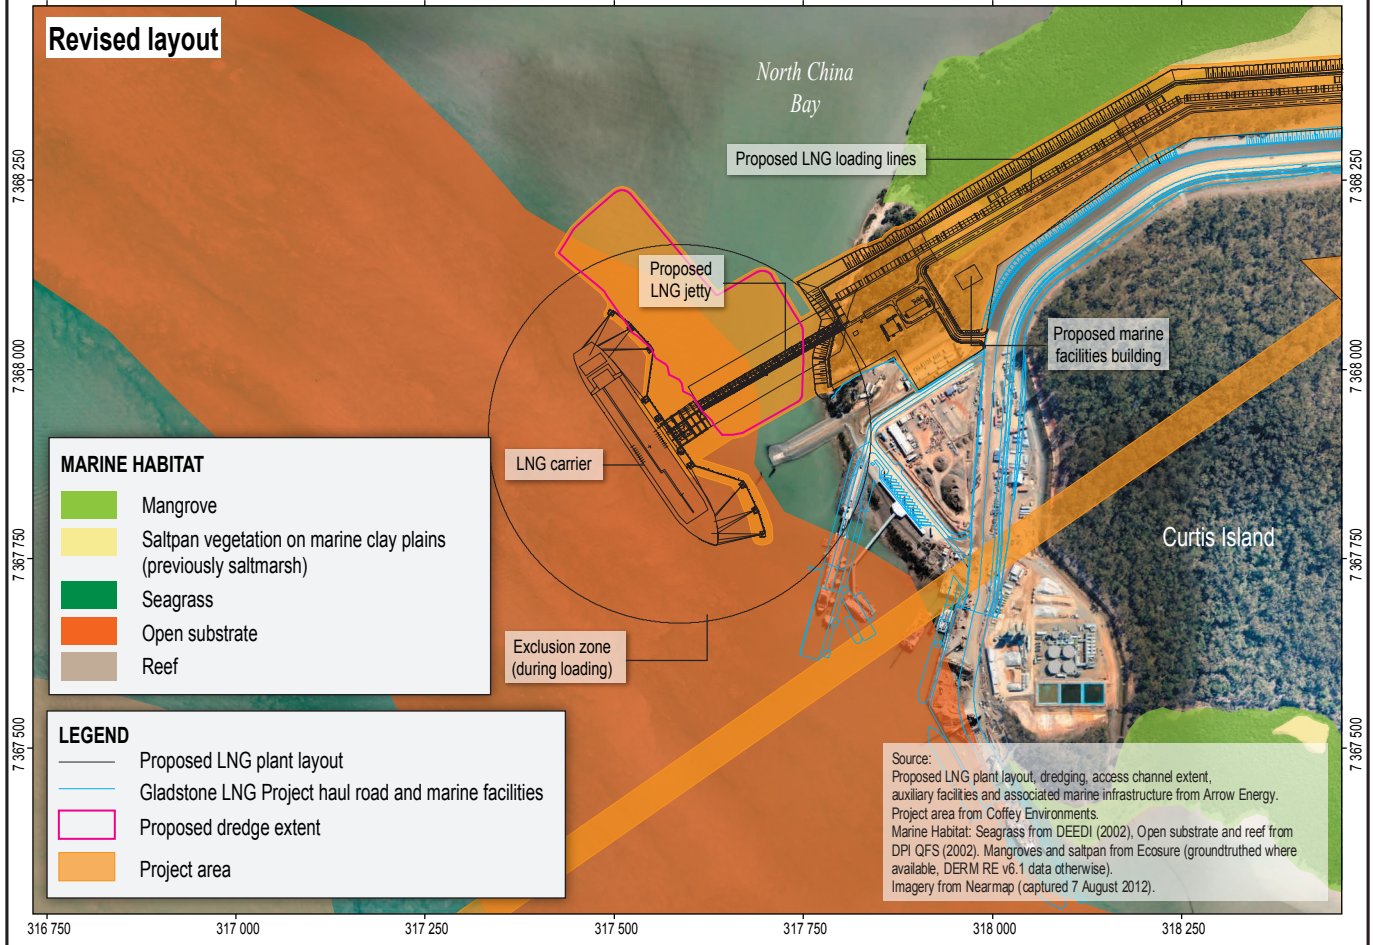 Revised layout
North China
Bay
Proposed LNG loading lines
Proposed
LNG jetty
Proposed marine
facilities building
LNG carrier
Curtis Island
Exclusion zone
(during loading)
MARINE HABITAT
Mangrove
Saltpan vegetation on marine clay plains
(previously saltmarsh)
Seagrass
Open substrate
Reef
LEGEND
Proposed LNG plant layout
Gladstone LNG Project haul road and marine facilities
Proposed dredge extent
Project area
Source:
Proposed LNG plant layout, dredging, access channel extent,
auxiliary facilities and associated marine infrastructure from Arrow Energy.
Project area from Coffey Environments.
Marine Habitat: Seagrass from DEEDI (2002), Open substrate and reef from
DPI QFS (2002). Mangroves and saltpan from Ecosure (groundtruthed where
available, DERM RE v6.1 data otherwise).
Imagery from Nearmap (captured 7 August 2012).
7 368 250
7 368 000
7 367 750
7 367 500
7 368 250
7 368 000
7 367 750
7 367 500
316 750
317 000
317 250
317 500
317 750
318 000
318 250